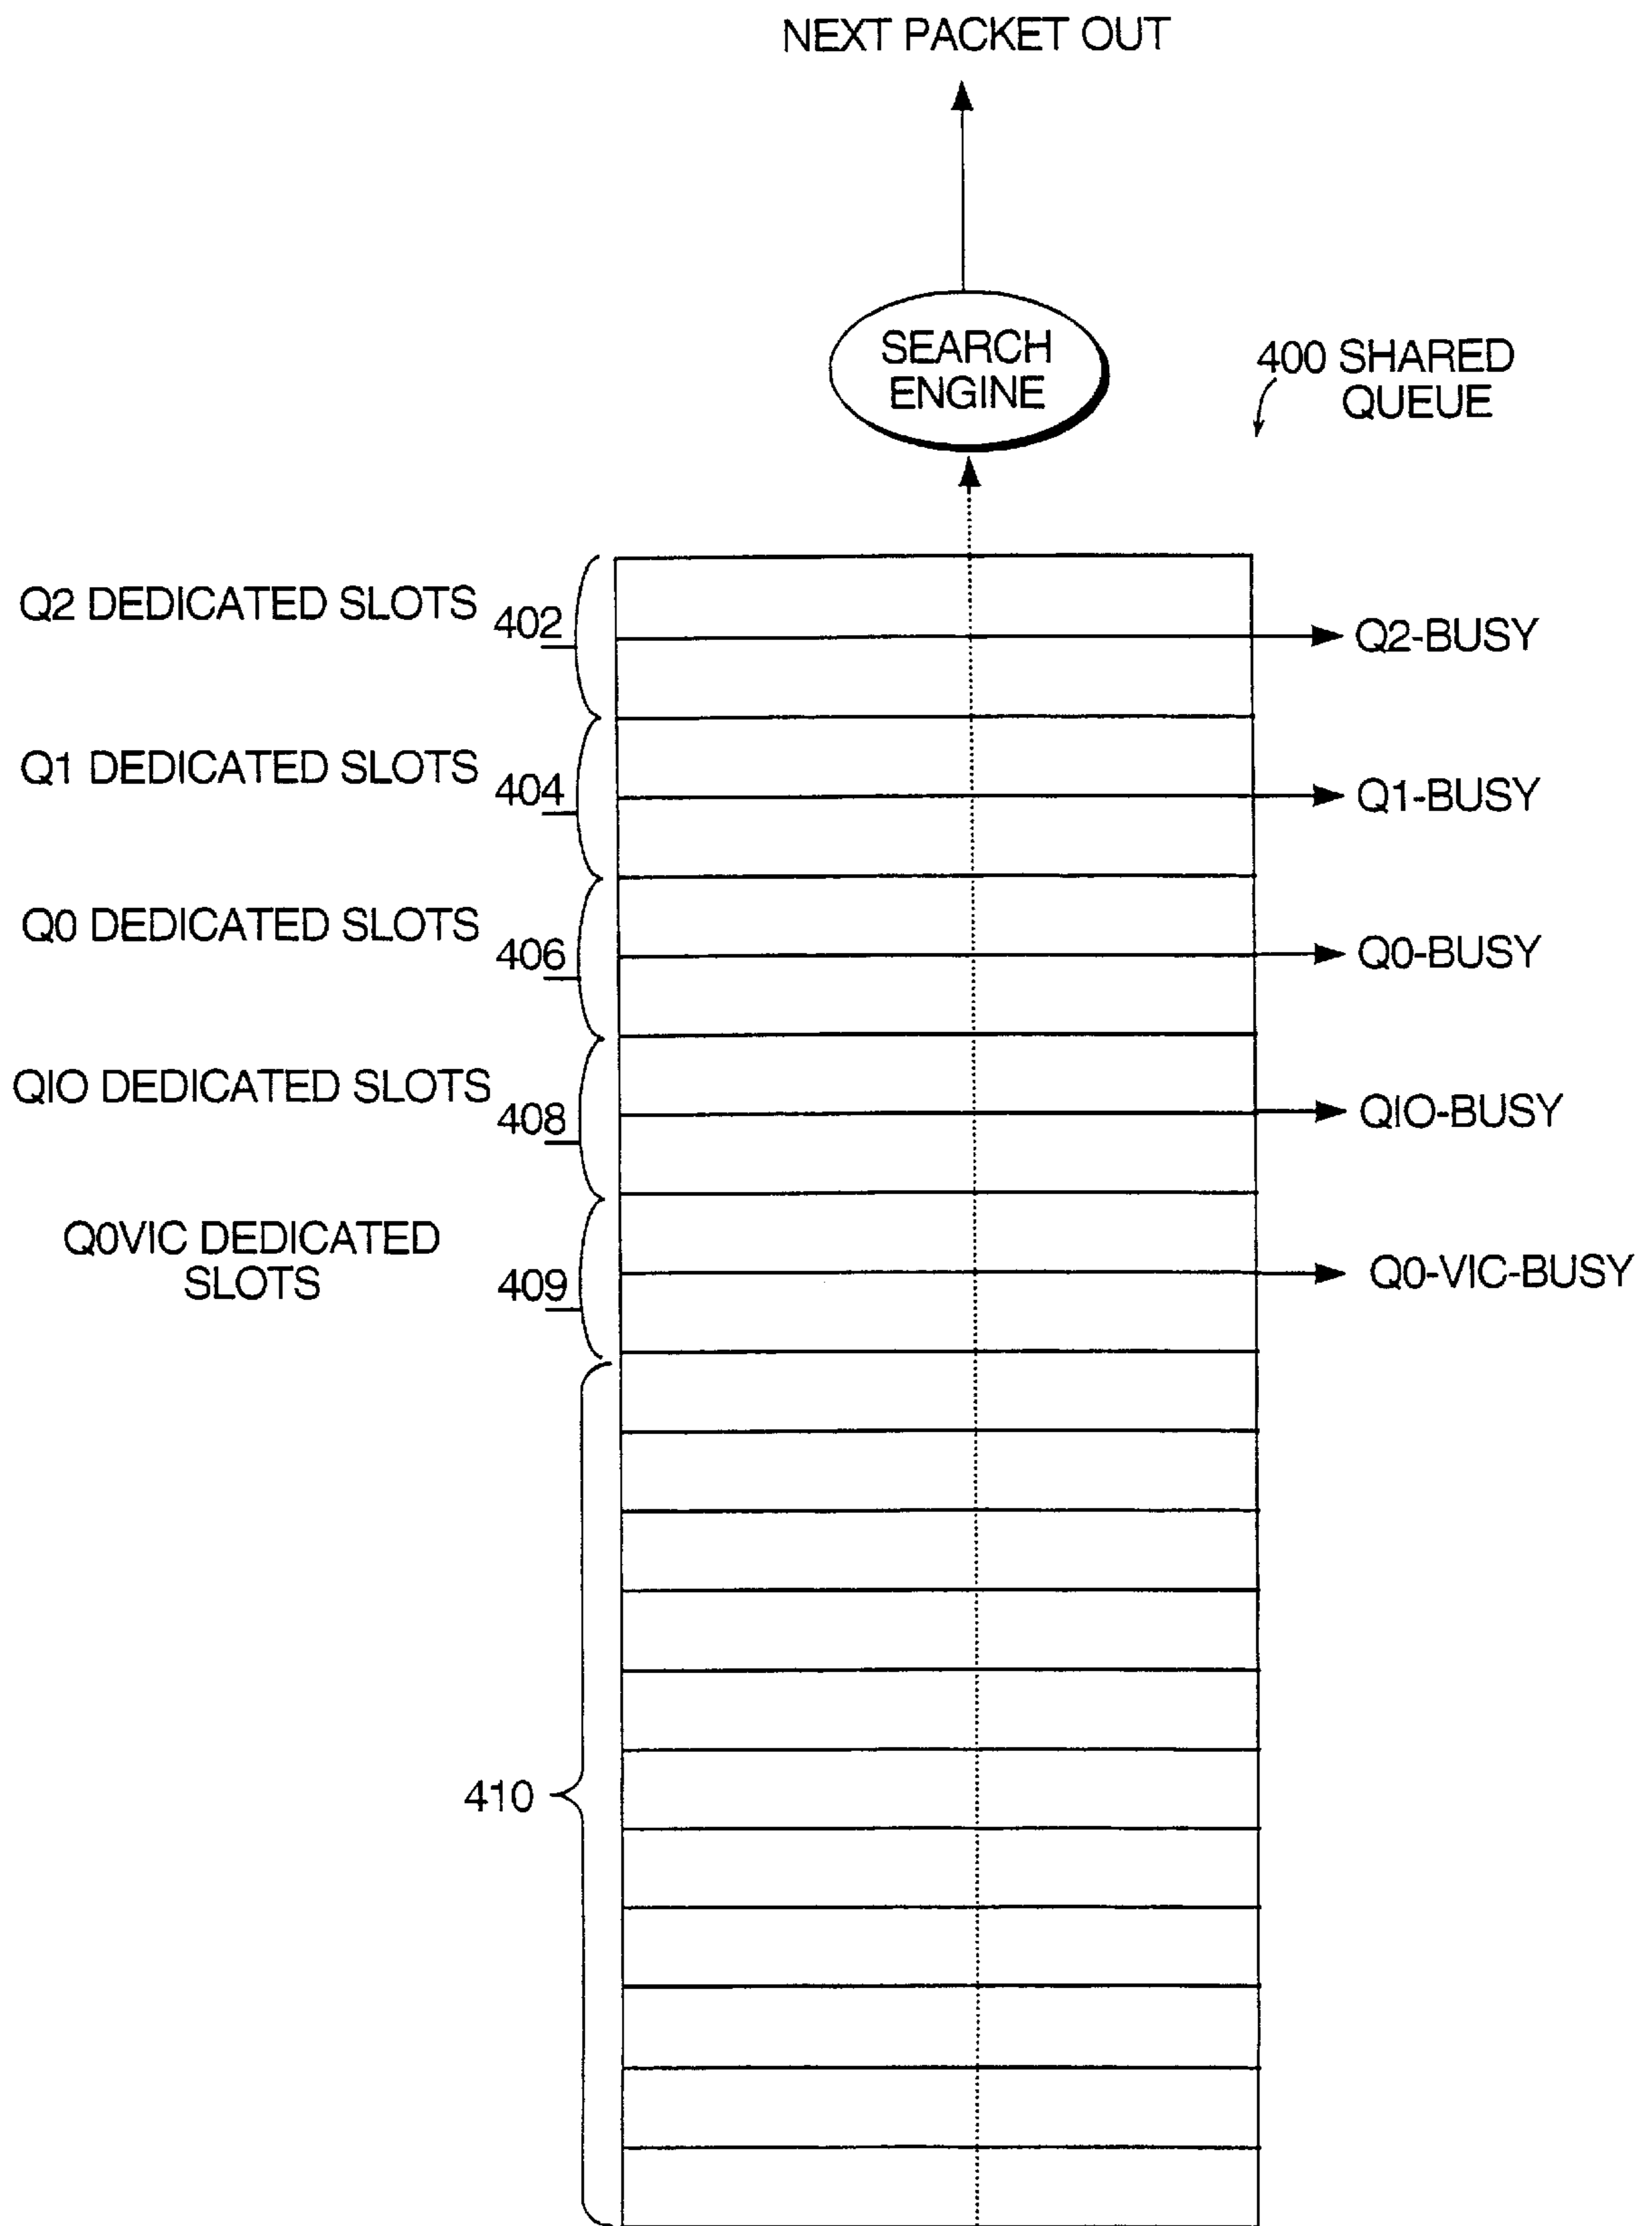 NEXT PACKET OUT
SEARCH
ENGINE
400 SHARED
QUEUE
Q2 DEDICATED SLOTS
402
Q2-BUSY
Q1 DEDICATED SLOTS
404
Q1-BUSY
Q0 DEDICATED SLOTS
406
Q0-BUSY
QIO DEDICATED SLOTS
408
QIO-BUSY
Q0VIC DEDICATED
SLOTS
409
Q0-VIC-BUSY
410